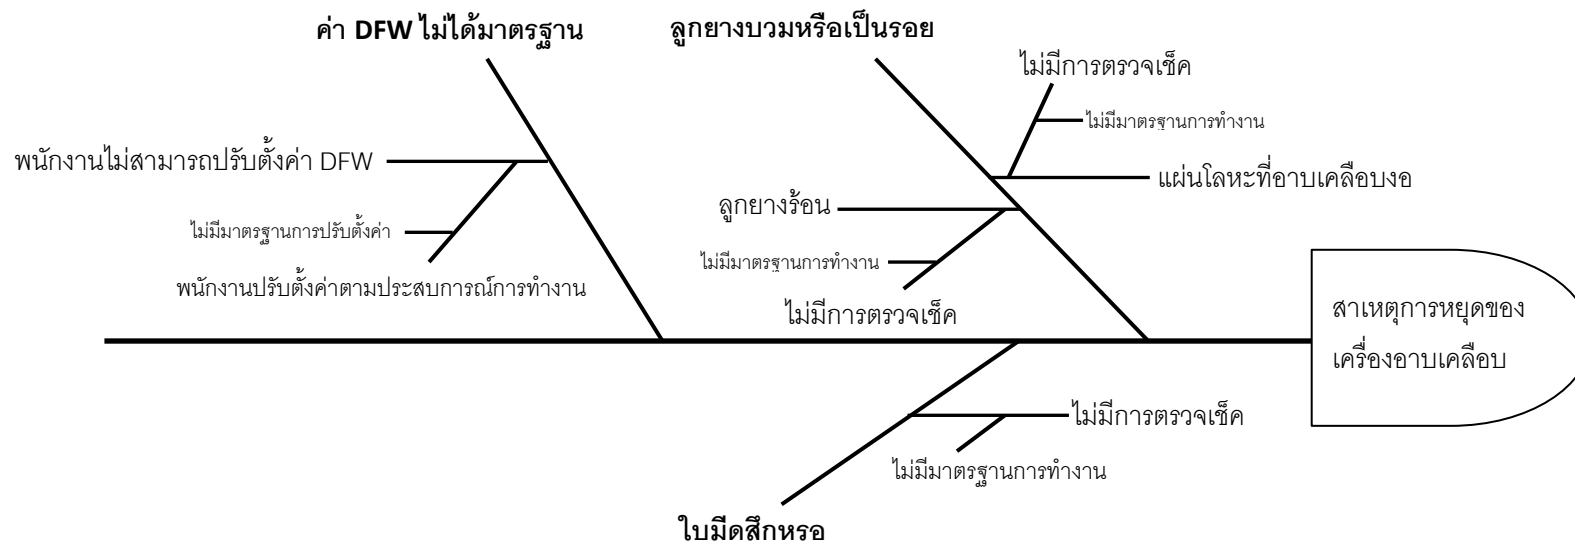 ค่า DFW ไม่ได้มาตรฐาน
ลูกยางบวมหรือเป็นรอย
ไม่มีการตรวจเช็ค
ไม่มีมาตรฐานการทำงาน
พนักงานไม่สามารถปรับตั้งค่า DFW
แผ่นโลหะที่อาบเคลือบงอ
ลูกยางร้อน
ไม่มีมาตรฐานการปรับตั้งค่า
ไม่มีมาตรฐานการทำงาน
พนักงานปรับตั้งค่าตามประสบการณ์การทำงาน
ไม่มีการตรวจเช็ค
สาเหตุการหยุดของ
เครื่องอาบเคลือบ
ไม่มีการตรวจเช็ค
ไม่มีมาตรฐานการทำงาน
ใบมีดสึกหรอ